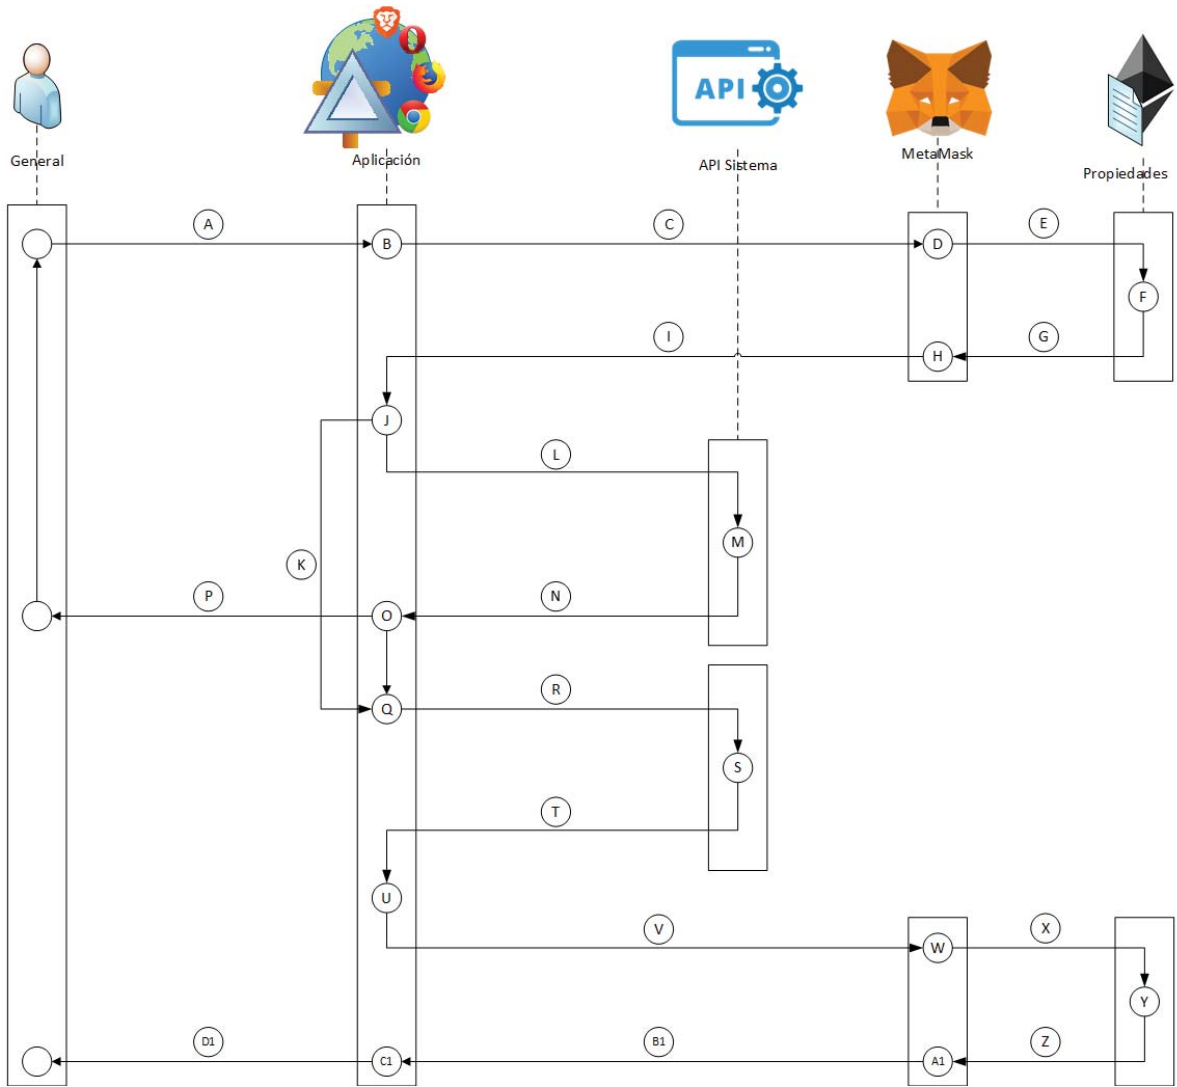 API
General
Aplicación
API Sistema
MetaMask
Propiedades
A
B
C
D
E
F
I
H
G
J
L
M
K
P
O
N
Q
R
S
T
U
V
W
X
Y
D1
C1
B1
A1
Z